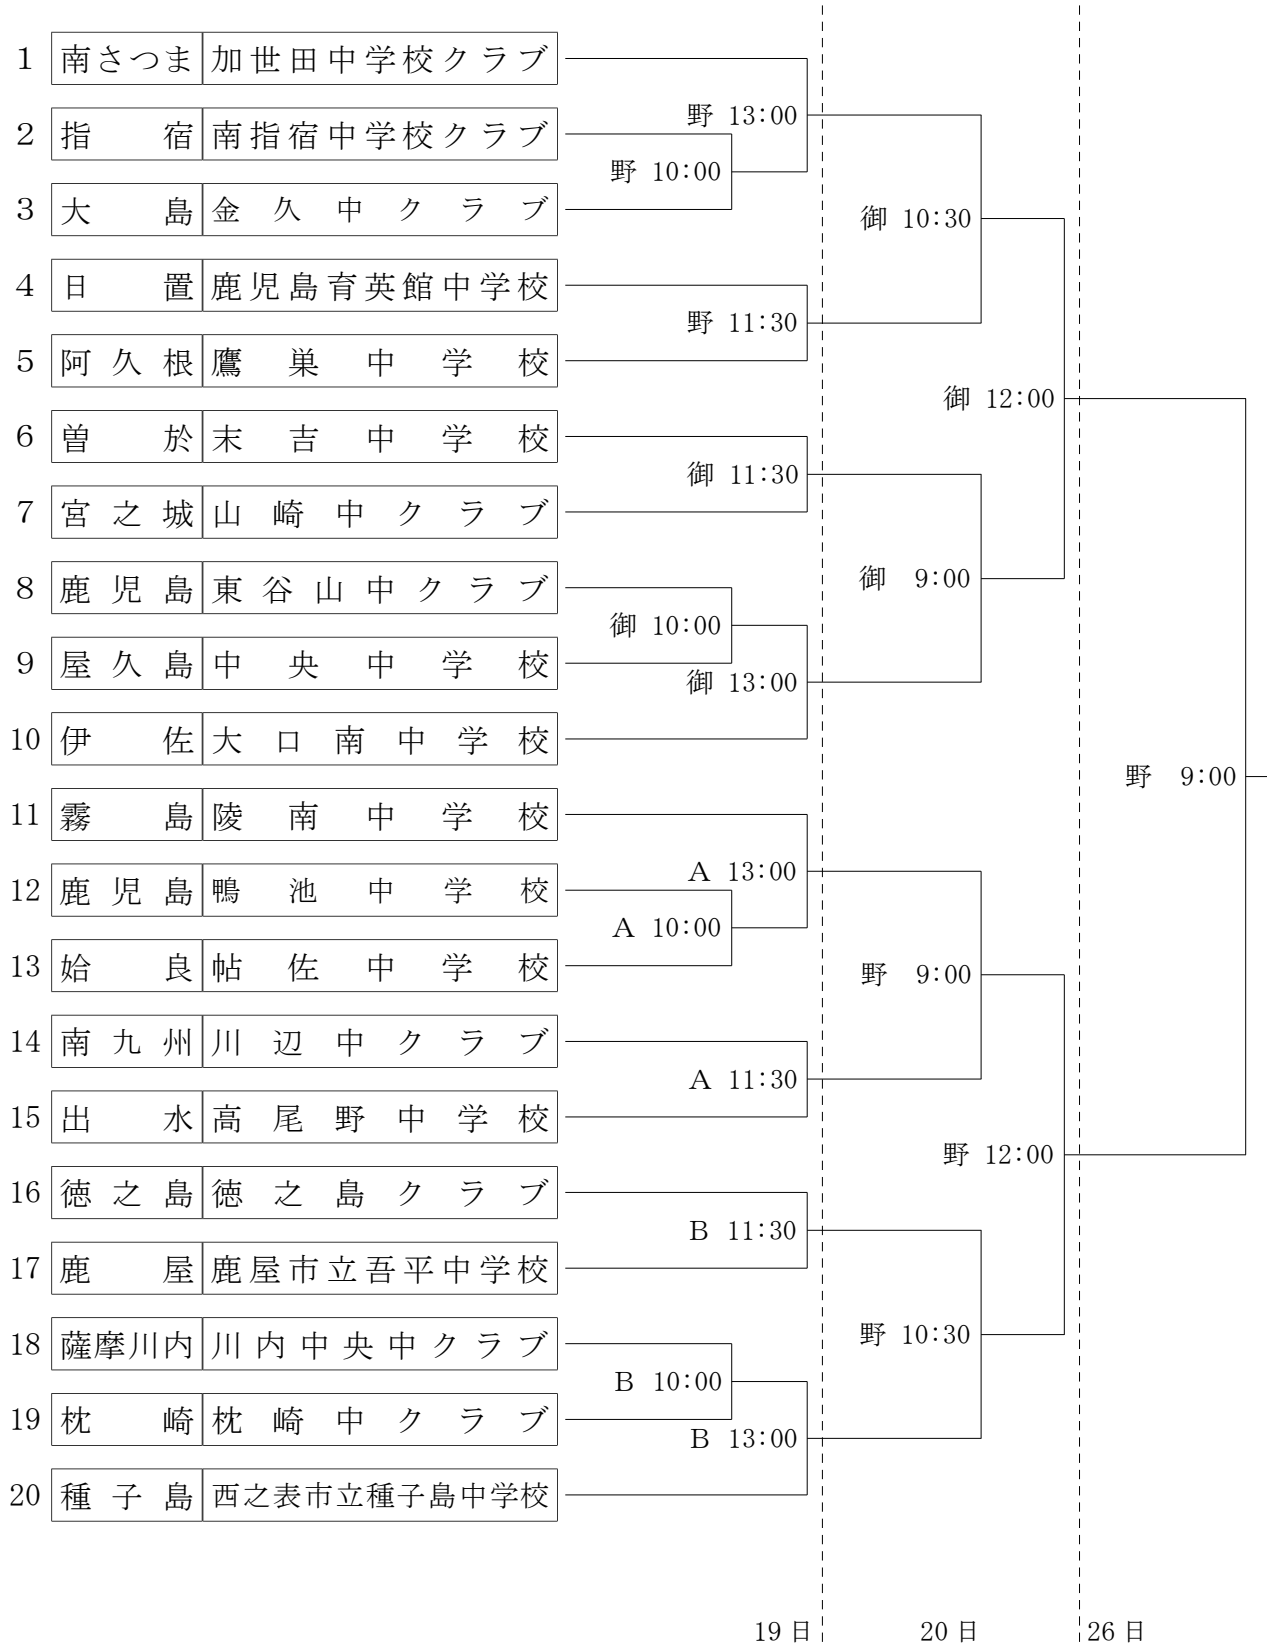 1 南さつま 加世田中学校クラブ
野 13:00
2 指宿 南指宿中学校クラブ
野 10:00
3 大島 金久中クラブ
御 10:30
4 日置 鹿児島育英館中学校
野 11:30
5 阿久根 鷹巣中学校
御 12:00
6 曽於 末吉中学校
御 11:30
7 宮之城 山崎中クラブ
御 9:00
8 鹿児島 東谷山中クラブ
御 10:00
9 屋久島 中央中学校
御 13:00
10 伊佐 大口南中学校
野 9:00
11 霧島 陵南中学校
A 13:00
12 鹿児島 鴨池中学校
A 10:00
13 姶良 帖佐中学校
野 9:00
14 南九州 川辺中クラブ
A 11:30
15 出水 高尾野中学校
野 12:00
16 徳之島 徳之島クラブ
B 11:30
17 鹿屋 鹿屋市立吾平中学校
野 10:30
18 薩摩川内 川内中央中クラブ
B 10:00
19 枕崎 枕崎中クラブ
B 13:00
20 種子島 西之表市立種子島中学校
19日 20日 26日